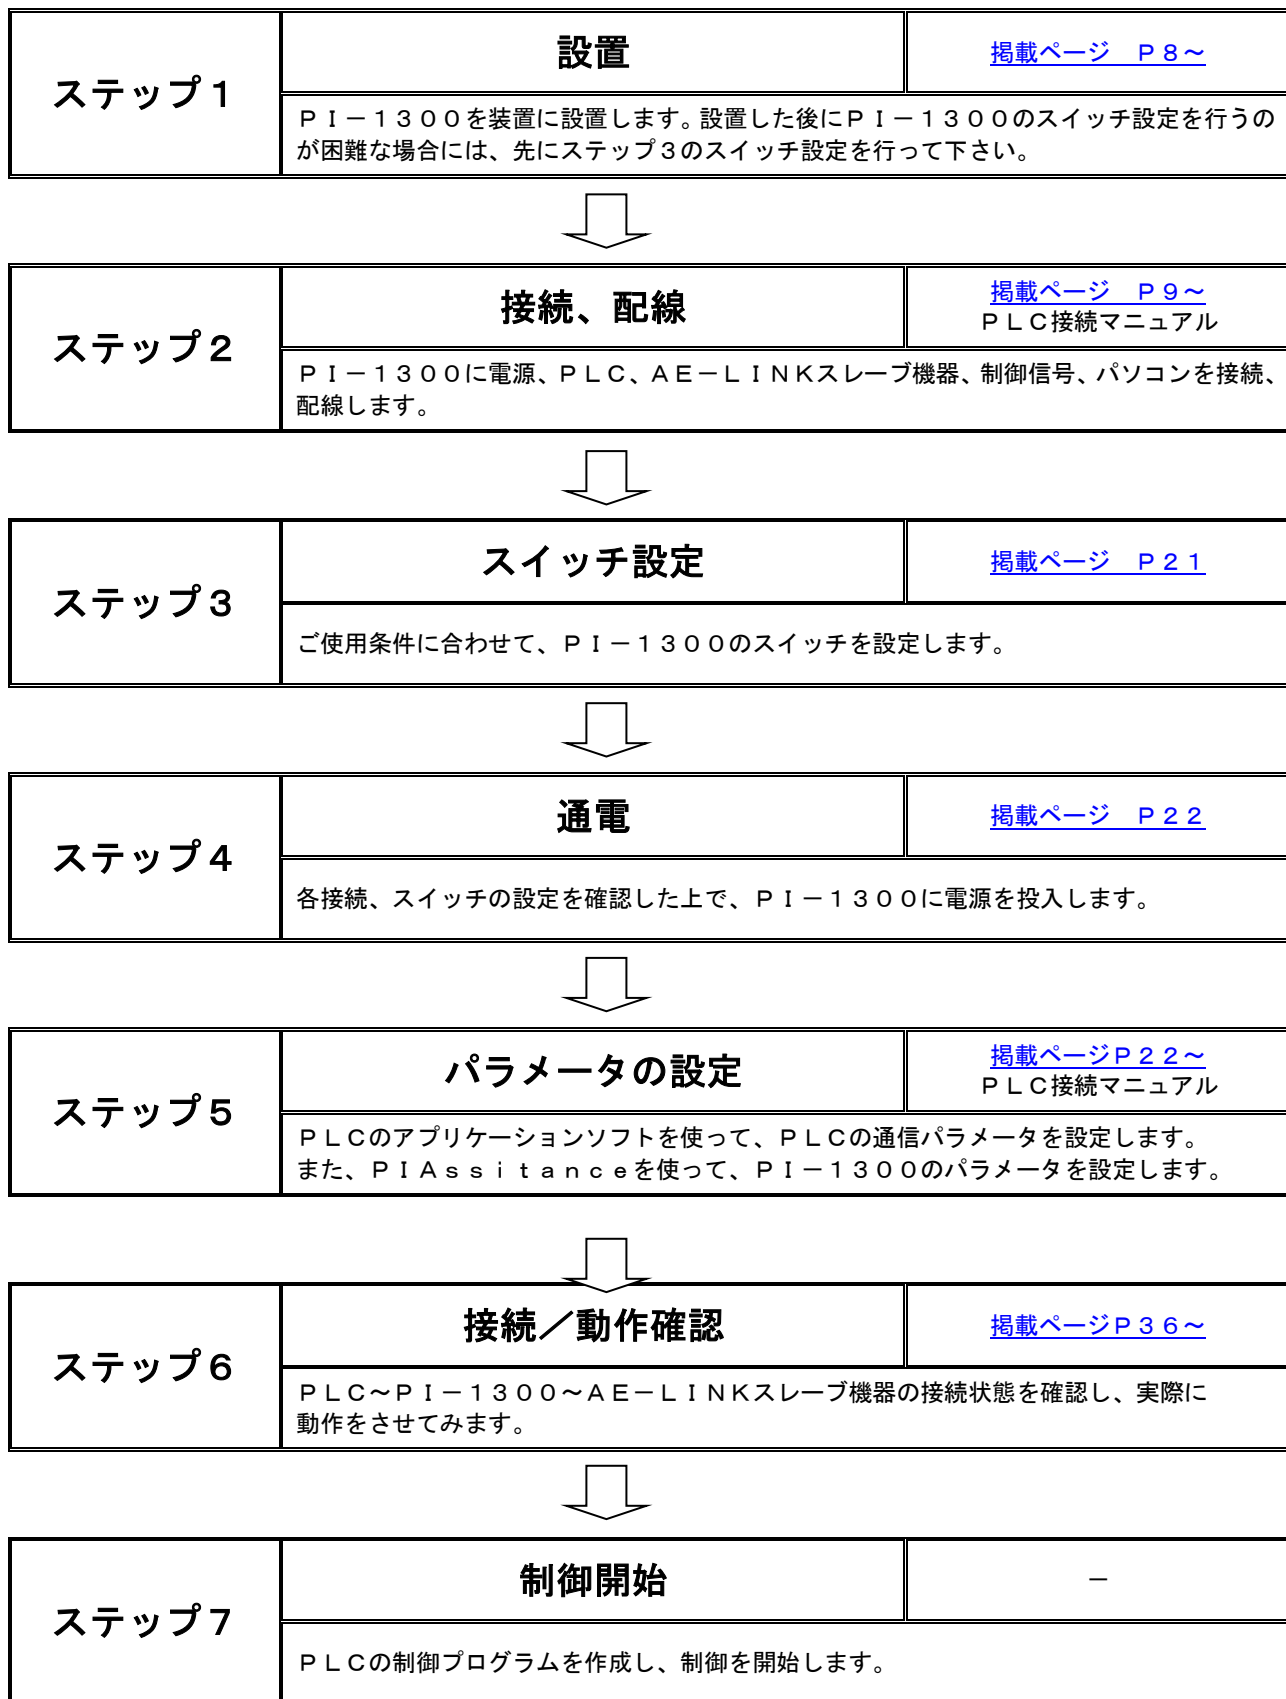 ステップ１
設置
掲載ページ　Ｐ８～
ＰＩ－１３００を装置に設置します。設置した後にＰＩ－１３００のスイッチ設定を行うの
が困難な場合には、先にステップ３のスイッチ設定を行って下さい。
ステップ２
接続、配線
掲載ページ　Ｐ９～
ＰＬＣ接続マニュアル
ＰＩ－１３００に電源、ＰＬＣ、ＡＥ－ＬＩＮＫスレーブ機器、制御信号、パソコンを接続、
配線します。
ステップ３
スイッチ設定
掲載ページ　Ｐ２１
ご使用条件に合わせて、ＰＩ－１３００のスイッチを設定します。
ステップ４
通電
掲載ページ　Ｐ２２
各接続、スイッチの設定を確認した上で、ＰＩ－１３００に電源を投入します。
ステップ５
パラメータの設定
掲載ページＰ２２～
ＰＬＣ接続マニュアル
ＰＬＣのアプリケーションソフトを使って、ＰＬＣの通信パラメータを設定します。
また、ＰＩＡｓｓｉｔａｎｃｅを使って、ＰＩ－１３００のパラメータを設定します。
ステップ６
接続／動作確認
掲載ページＰ３６～
ＰＬＣ～ＰＩ－１３００～ＡＥ－ＬＩＮＫスレーブ機器の接続状態を確認し、実際に
動作をさせてみます。
ステップ７
制御開始
－
ＰＬＣの制御プログラムを作成し、制御を開始します。